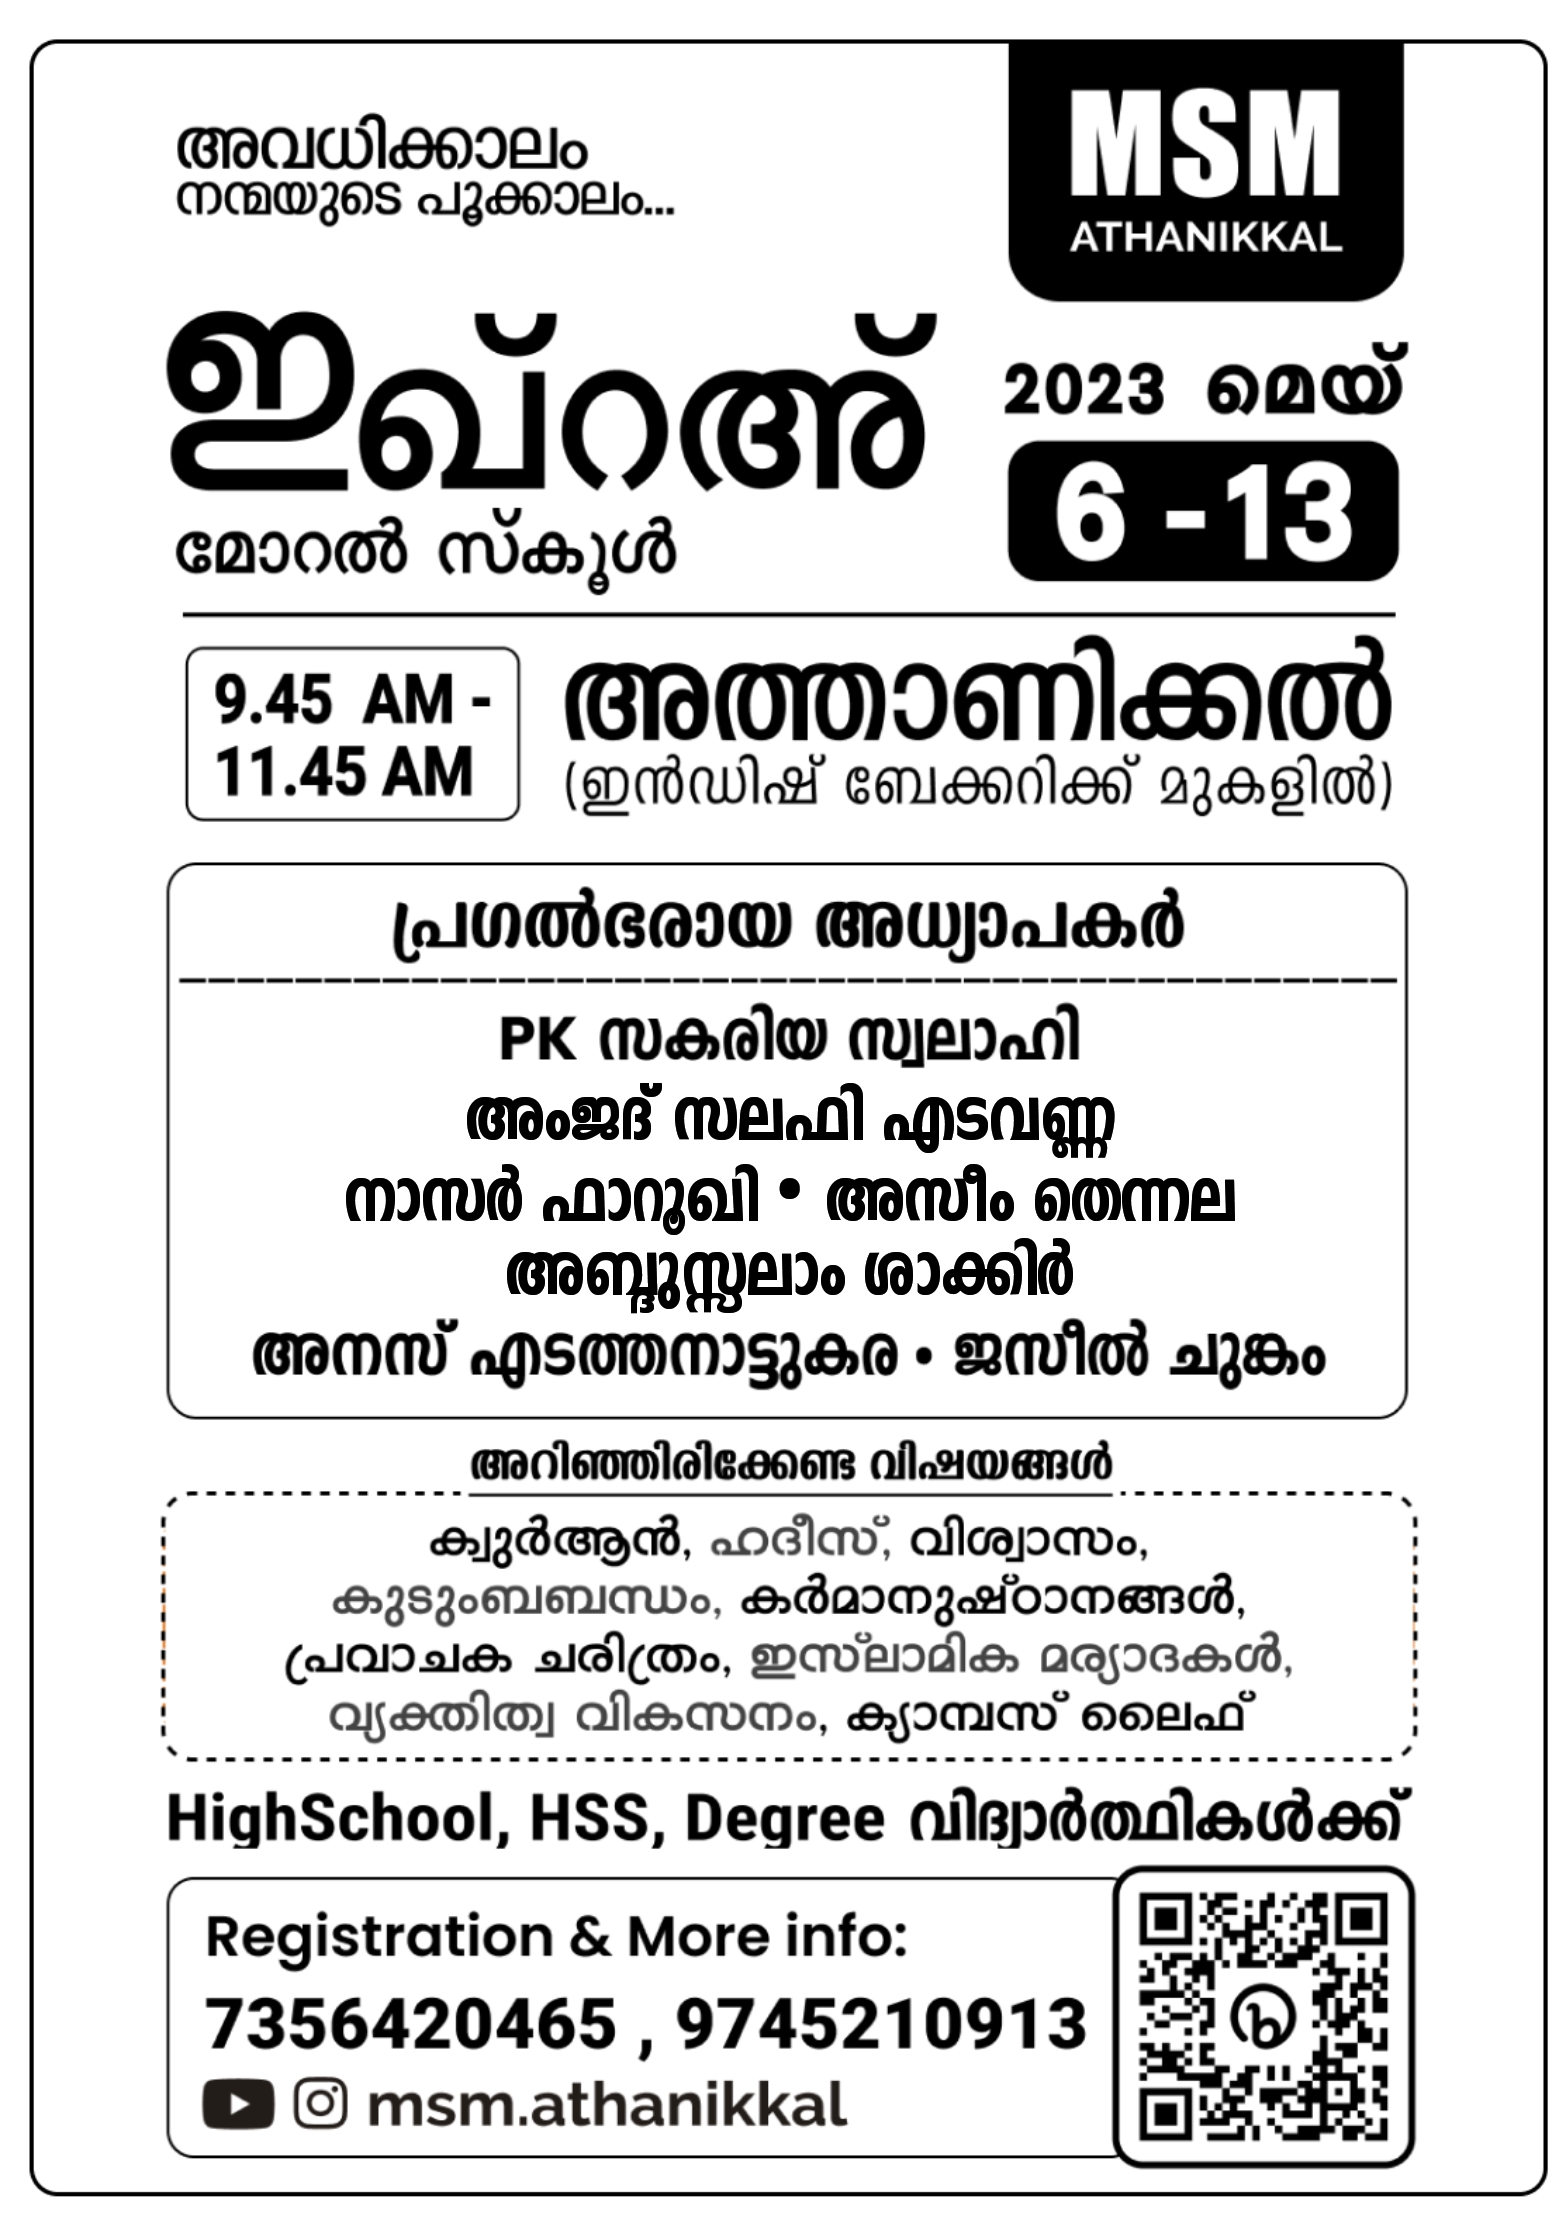 അവധിക്കാലം
നന്മയുടെ പൂക്കാലം...
MSM
ATHANIKKAL
ഇഖ്റഅ്
മോറൽ സ്കൂൾ
2023 മെയ്
6 - 13
9.45 AM -
11.45 AM
അത്താണിക്കൽ
(ഇൻഡിഷ് ബേക്കറിക്ക് മുകളിൽ)
പ്രഗൽഭരായ അധ്യാപകർ
PK സകരിയ സ്വലാഹി
അംജദ് സലഫി എടവണ്ണ
നാസർ ഫാറൂഖി • അസീം തെന്നല
അബ്ദുസ്സലാം ശാക്കിർ
അനസ് എടത്തനാട്ടുകര • ജസീൽ ചുങ്കം
അറിഞ്ഞിരിക്കേണ്ട വിഷയങ്ങൾ
ക്വുർആൻ, ഹദീസ്, വിശ്വാസം,
കുടുംബബന്ധം, കർമാനുഷ്ഠാനങ്ങൾ,
പ്രവാചക ചരിത്രം, ഇസ്‌ലാമിക മര്യാദകൾ,
വ്യക്തിത്വ വികസനം, ക്യാമ്പസ് ലൈഫ്
HighSchool, HSS, Degree വിദ്യാർത്ഥികൾക്ക്
Registration & More info:
7356420465 , 9745210913
msm.athanikkal